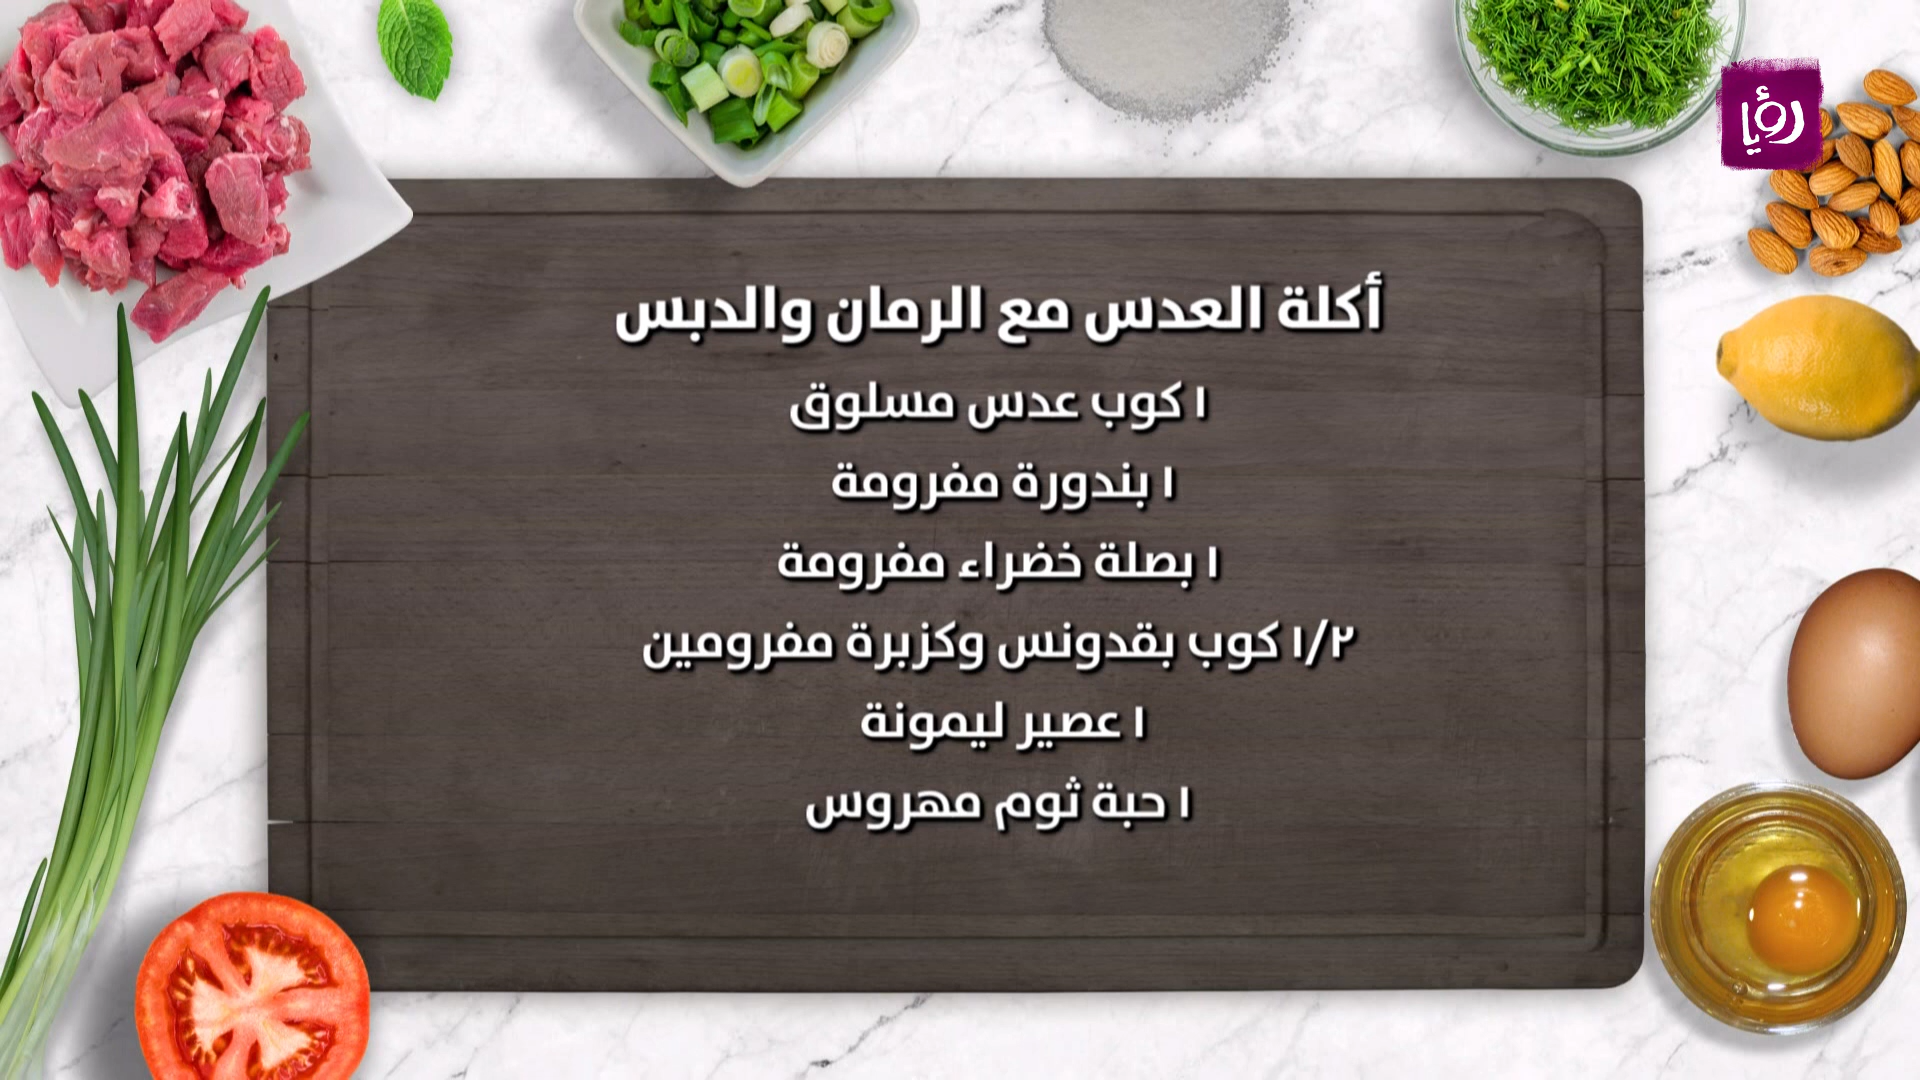 رؤيا
أكلة العدس مع الرمان والدبس
١ كوب عدس مسلوق
١ بندورة مفرومة
١ بصلة خضراء مفرومة
١/٢ كوب بقدونس وكزبرة مفرومين
١ عصير ليمونة
١ حبة ثوم مهروس